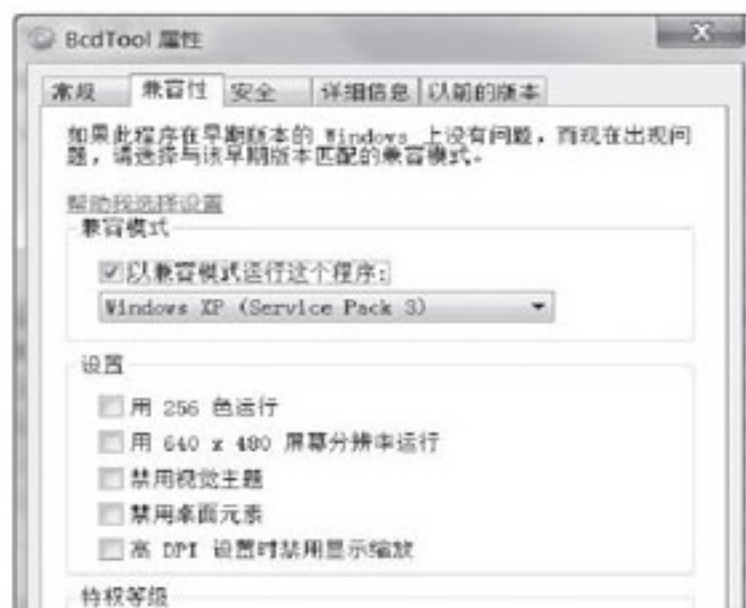 BcdTool 属性
常规 兼容性 安全 详细信息 以前的版本
如果此程序在早期版本的 Windows 上没有问题，而现在出现问
题，请选择与该早期版本匹配的兼容模式。
帮助我选择设置
兼容模式
以兼容模式运行这个程序:
Windows XP (Service Pack 3)
设置
用 256 色运行
用 640 x 480 屏幕分辨率运行
禁用视觉主题
禁用桌面元素
高 DPI 设置时禁用显示缩放
特权等级